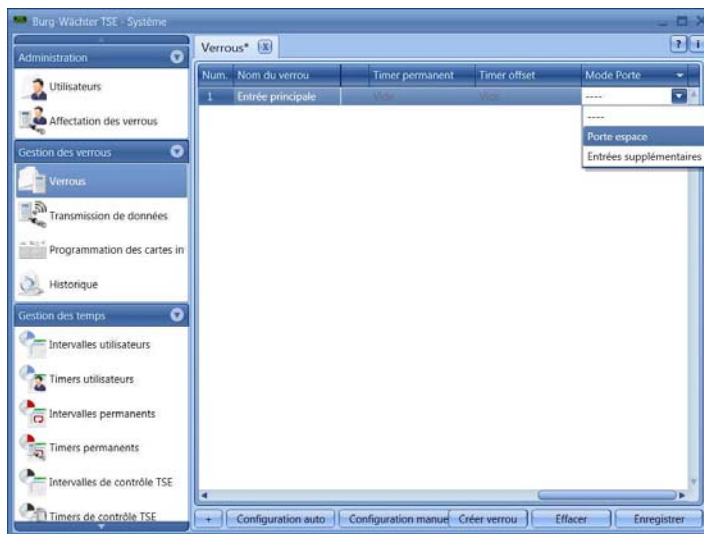 Burg-Wächter TSE - Système
Administration
Utilisateurs
Affectation des verrous
Gestion des verrous
Verrous
Transmission de données
Programmation des cartes in
Historique
Gestion des temps
Intervalles utilisateurs
Timers utilisateurs
Intervalles permanents
Timers permanents
Intervalles de contrôle TSE
Timers de contrôle TSE
Verrous* x
? i
Num. Nom du verrou Timer permanent Timer offset Mode Porte
1 Entrée principale Vide Vide ----
----
Porte espace
Entrées supplémentaires
+ Configuration auto Configuration manue Créer verrou Effacer Enregistrer